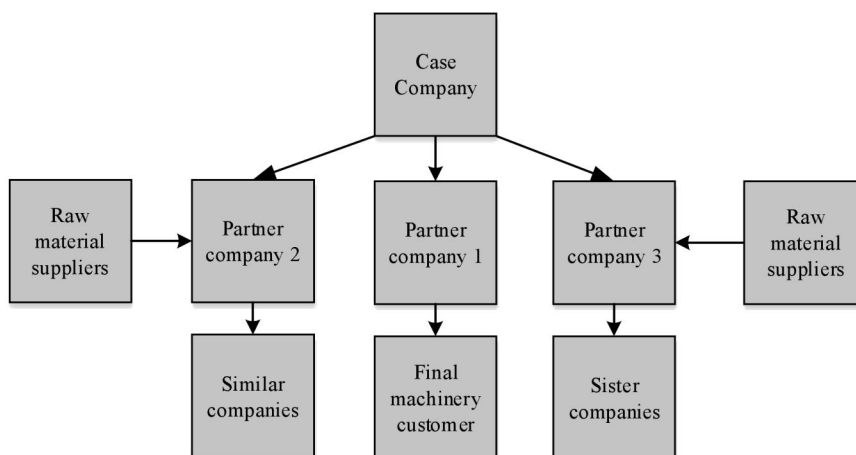 Case
Company
Raw
material
suppliers
Partner
company 2
Partner
company 1
Partner
company 3
Raw
material
suppliers
Similar
companies
Final
machinery
customer
Sister
companies